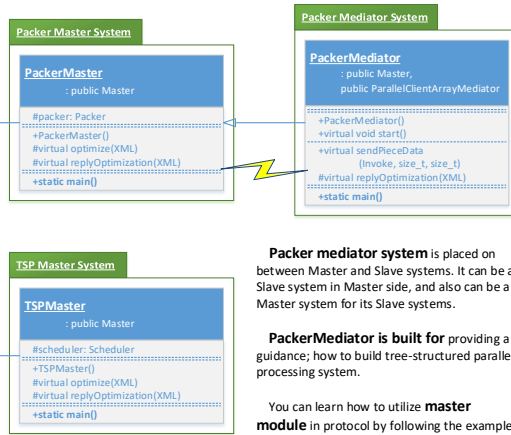 Packer Master System
PackerMaster
: public Master
#packer: Packer
+PackerMaster()
#virtual optimize(XML)
#virtual replyOptimization(XML)
+static main()
Packer Mediator System
PackerMediator
: public Master,
public ParallelClientArrayMediator
+PackerMediator()
+virtual void start()
+virtual sendPieceData
(Invoke, size_t, size_t)
#virtual replyOptimization(XML)
+static main()
TSP Master System
TSPMaster
: public Master
#scheduler: Scheduler
+TSPMaster()
#virtual optimize(XML)
#virtual replyOptimization(XML)
+static main()
Packer mediator system is placed on
between Master and Slave systems. It can be a
Slave system in Master side, and also can be a
Master system for its Slave systems.
PackerMediator is built for providing a
guidance; how to build tree-structured paralle
processing system.
You can learn how to utilize master
module in protocol by following the example